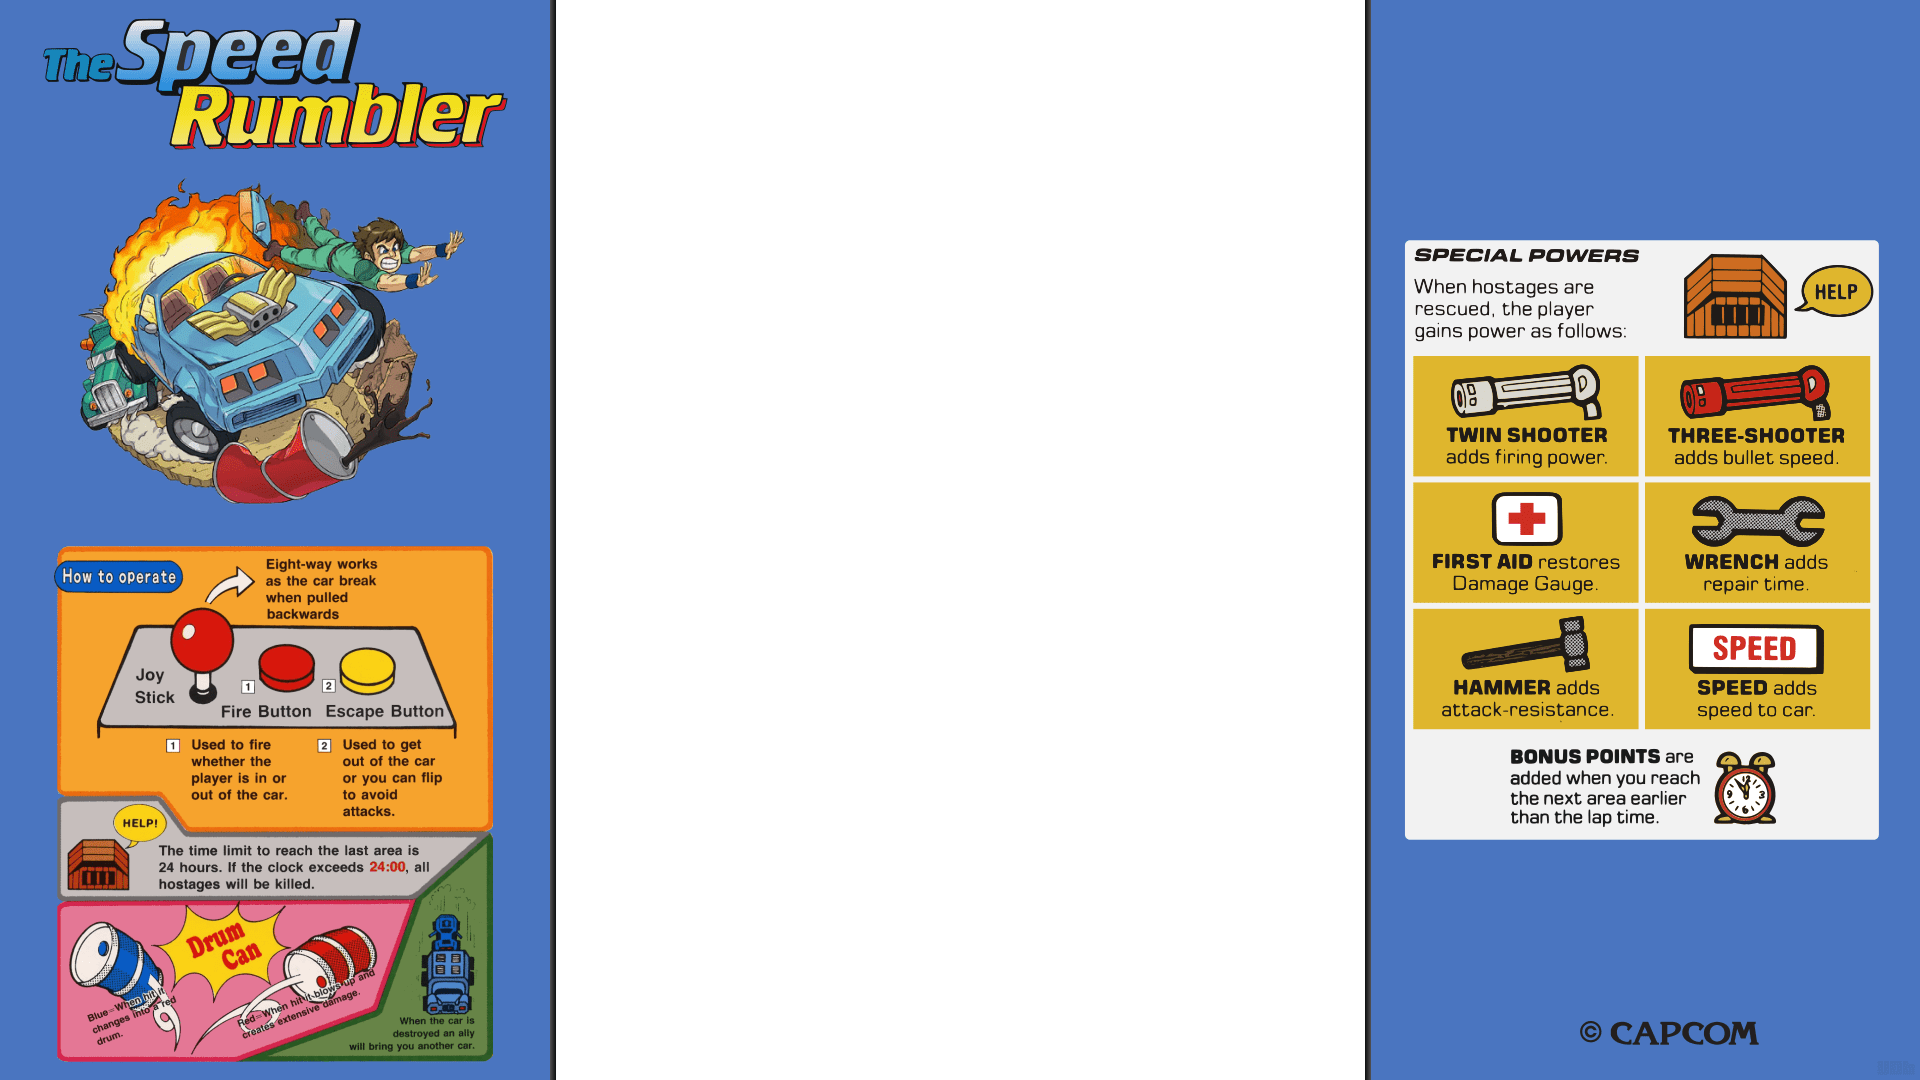 The Speed
Rumbler
How to operate
Eight-way works
as the car break
when pulled
backwards
Joy
Stick
1
2
Fire Button
Escape Button
1 Used to fire
whether the
player is in or
out of the car.
2 Used to get
out of the car
or you can flip
to avoid
attacks.
HELP!
The time limit to reach the last area is
24 hours. If the clock exceeds 24:00, all
hostages will be killed.
Drum
Can
Blue-When hit it
changes into a red
drum.
Red-When hit it blows up and
creates extensive damage.
When the car is
destroyed an ally
will bring you another car.
SPECIAL POWERS
When hostages are
rescued, the player
gains power as follows:
HELP
TWIN SHOOTER
adds firing power.
THREE-SHOOTER
adds bullet speed.
FIRST AID restores
Damage Gauge.
WRENCH adds
repair time.
HAMMER adds
attack-resistance.
SPEED
SPEED adds
speed to car.
BONUS POINTS are
added when you reach
the next area earlier
than the lap time.
12
9 3
6
© CAPCOM